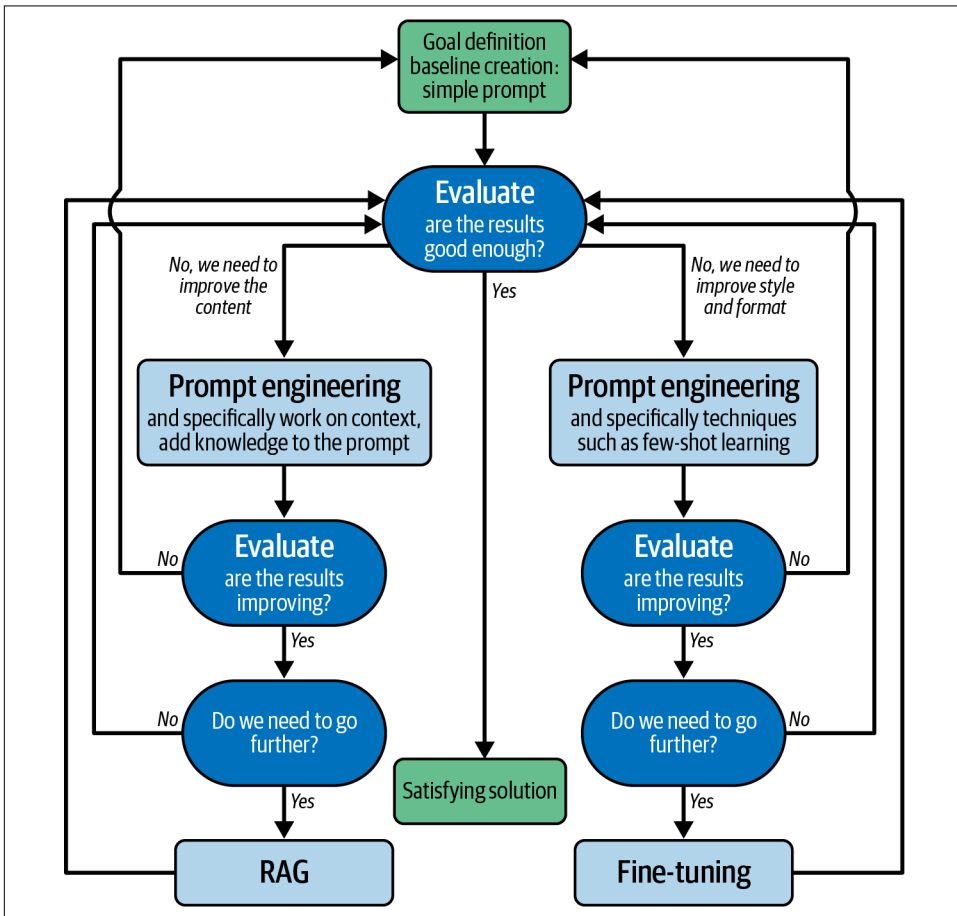 Goal definition
baseline creation:
simple prompt
Evaluate
are the results
good enough?
No, we need to
improve the
content
Yes
No, we need to
improve style
and format
Prompt engineering
and specifically work on context,
add knowledge to the prompt
Prompt engineering
and specifically techniques
such as few-shot learning
No
Evaluate
are the results
improving?
Evaluate
are the results
improving?
No
Yes
Yes
No
Do we need to go
further?
Do we need to go
further?
No
Satisfying solution
Yes
Yes
RAG
Fine-tuning